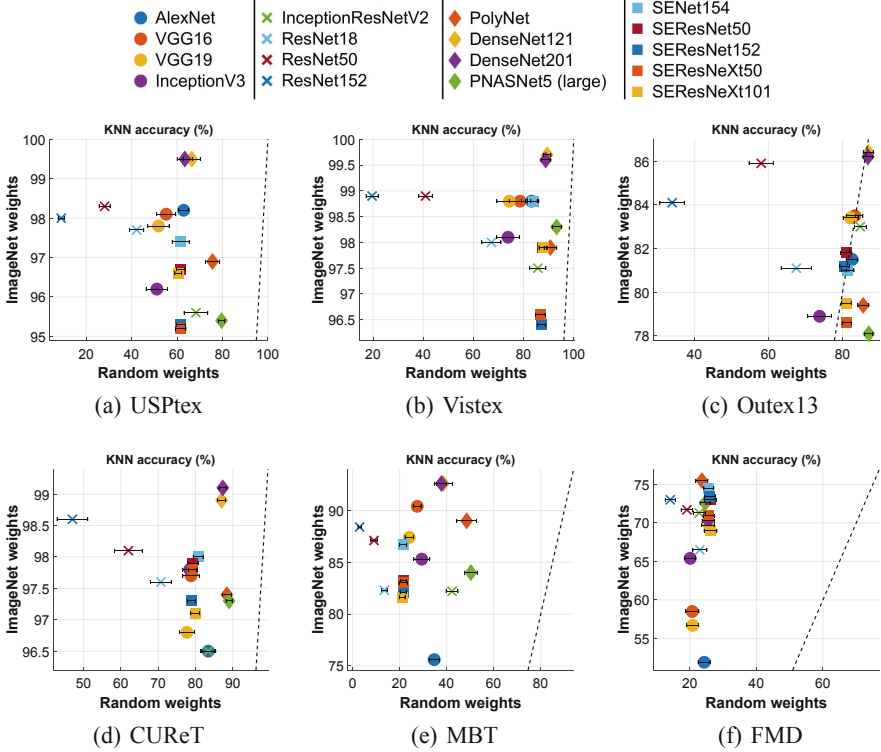 AlexNet
VGG16
VGG19
InceptionV3
InceptionResNetV2
ResNet18
ResNet50
ResNet152
PolyNet
DenseNet121
DenseNet201
PNASNet5 (large)
SENet154
SEResNet50
SEResNet152
SEResNeXt50
SEResNeXt101
KNN accuracy (%)
ImageNet weights
100
99
98
97
96
95
20 40 60 80 100
Random weights
(a) USPtex
KNN accuracy (%)
ImageNet weights
100
99.5
99
98.5
98
97.5
97
96.5
20 40 60 80 100
Random weights
(b) Vistex
KNN accuracy (%)
ImageNet weights
86
84
82
80
78
40 60 80
Random weights
(c) Outex13
KNN accuracy (%)
ImageNet weights
99
98.5
98
97.5
97
96.5
50 60 70 80 90
Random weights
(d) CUReT
KNN accuracy (%)
ImageNet weights
90
85
80
75
0 20 40 60 80
Random weights
(e) MBT
KNN accuracy (%)
ImageNet weights
75
70
65
60
55
20 40 60
Random weights
(f) FMD